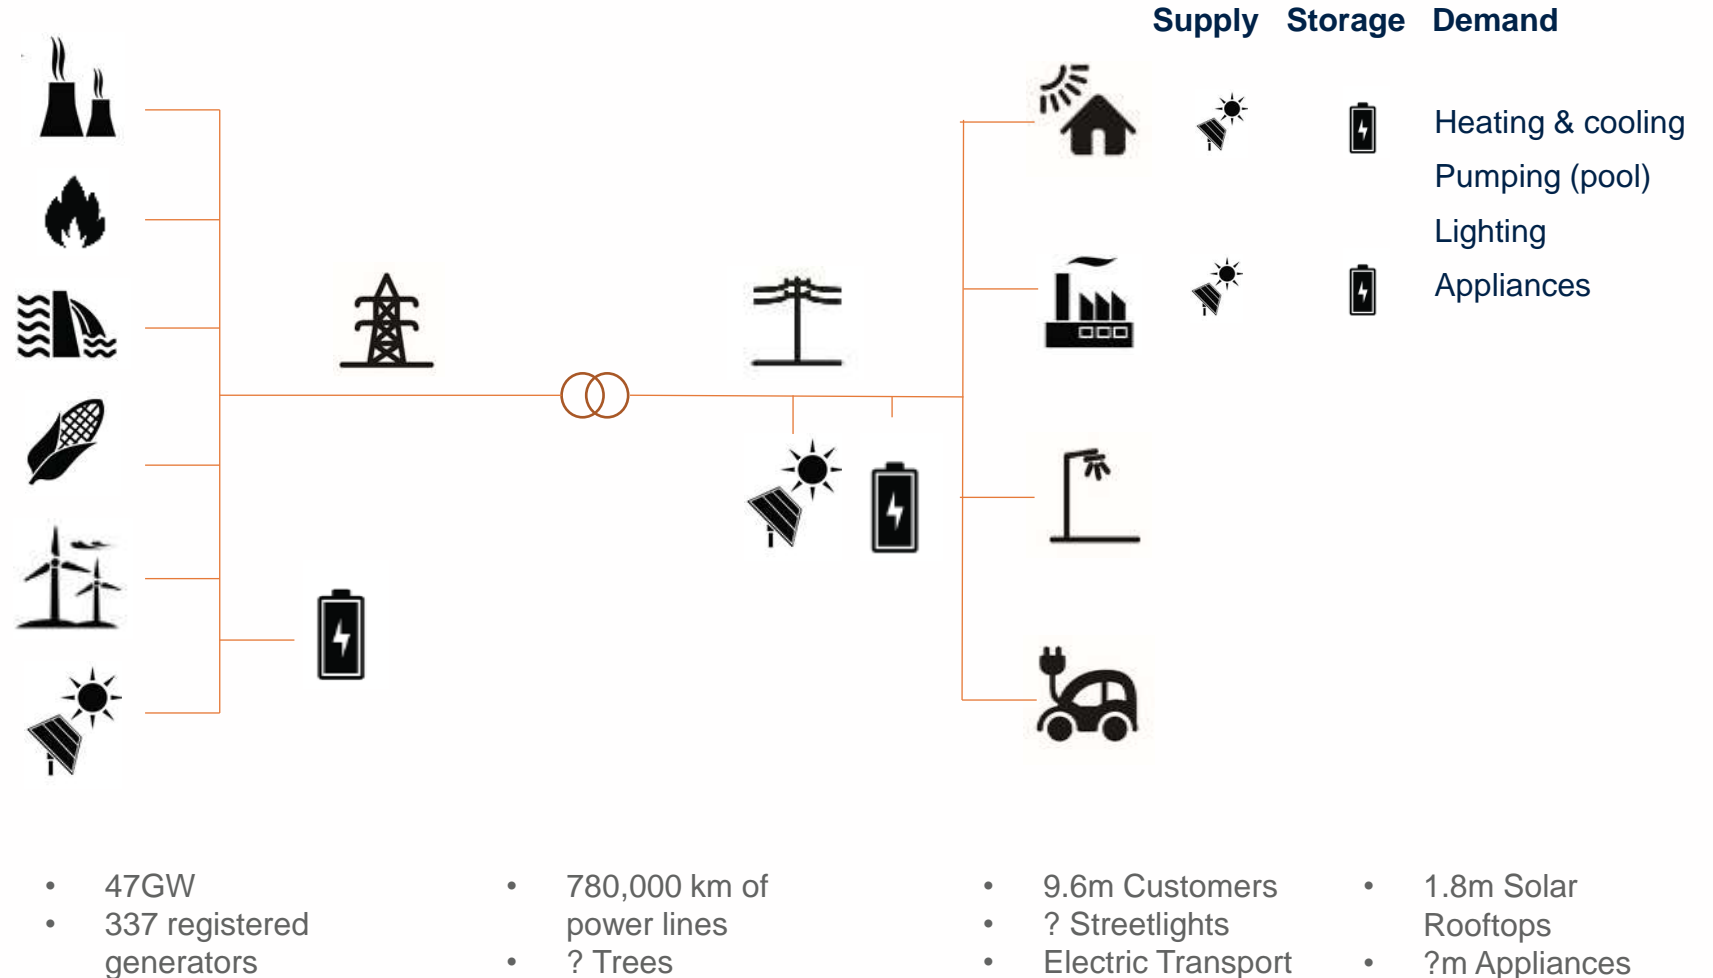 Supply Storage Demand
Heating & cooling
Pumping (pool)
Lighting
Appliances
• 47GW
• 337 registered
generators
• 780,000 km of
power lines
• ? Trees
• 9.6m Customers
• ? Streetlights
• Electric Transport
• 1.8m Solar
Rooftops
• ?m Appliances